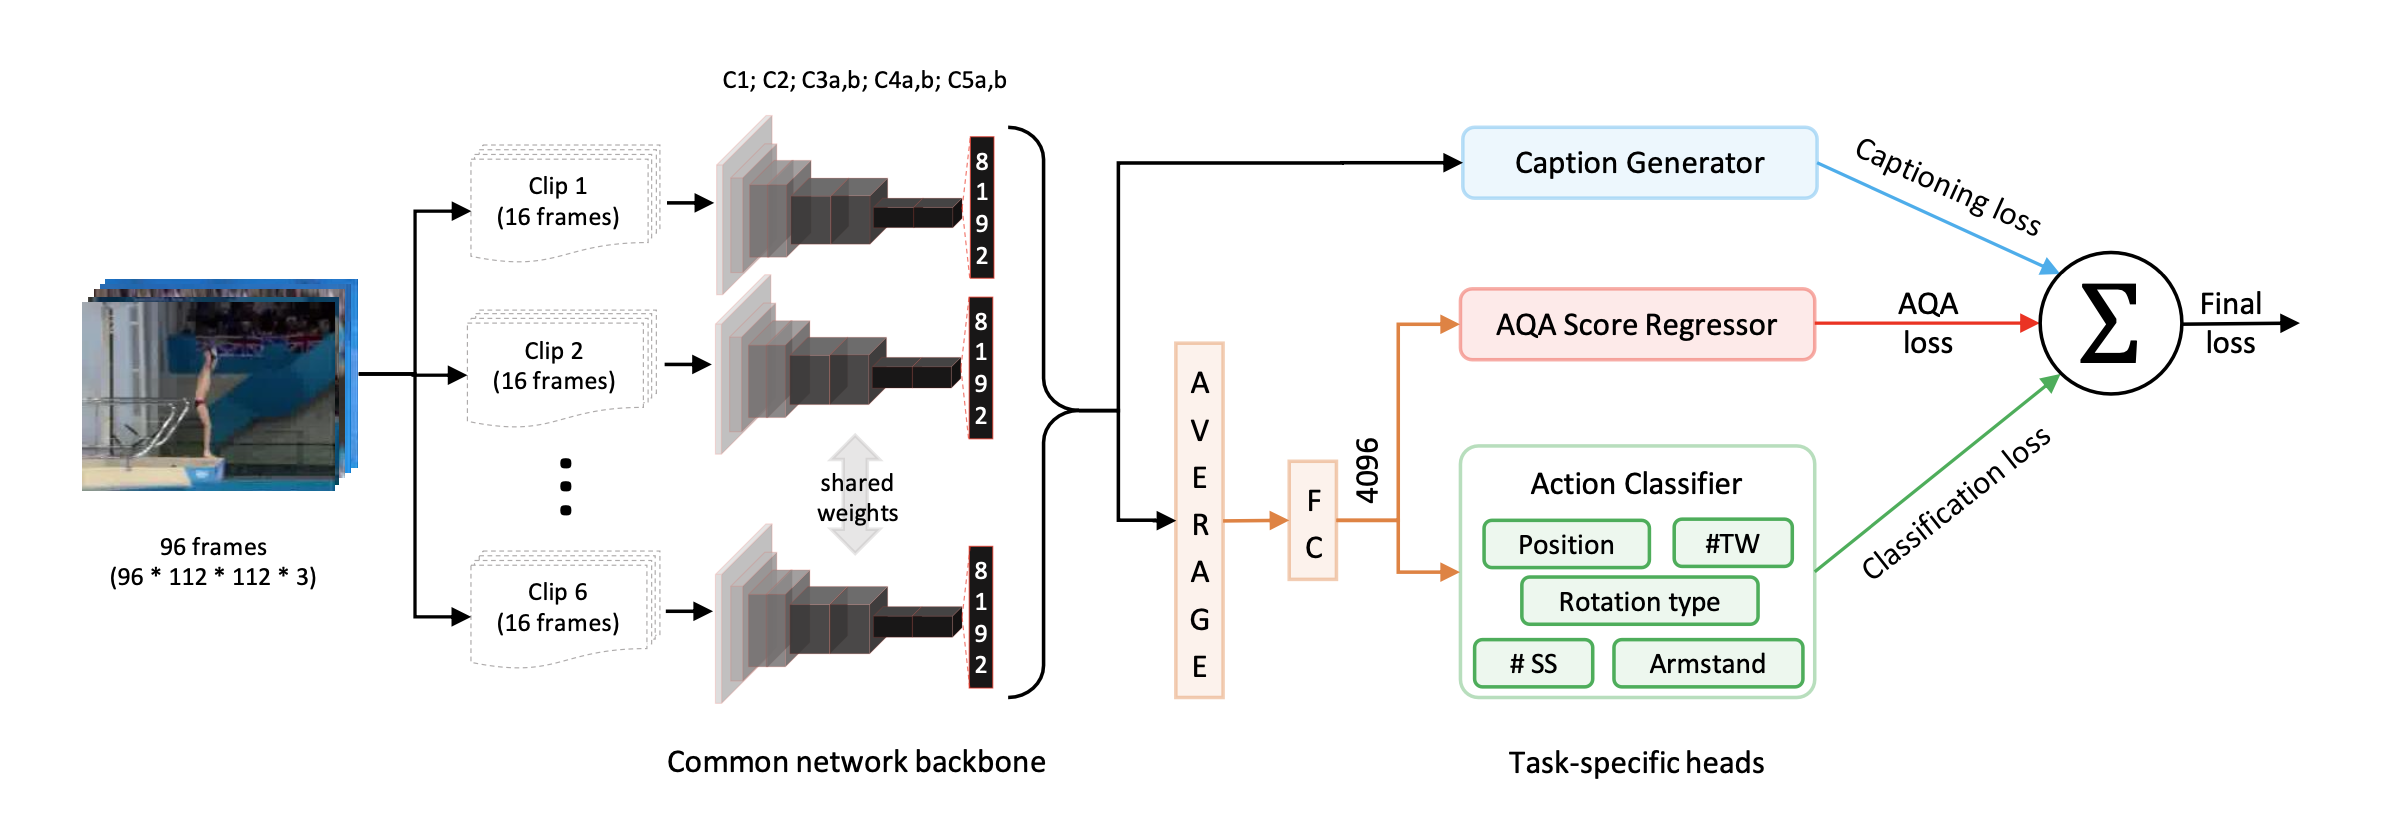 C1; C2; C3a,b; C4a,b; C5a,b
Clip 1
(16 frames)
8
1
9
2
Clip 2
(16 frames)
8
1
9
2
shared
weights
Clip 6
(16 frames)
8
1
9
2
96 frames
(96 * 112 * 112 * 3)
Common network backbone
A
V
E
R
A
G
E
F
C
4096
Caption Generator
AQA Score Regressor
Action Classifier
Position
#TW
Rotation type
# SS
Armstand
Task-specific heads
Captioning loss
AQA
loss
Classification loss
Σ
Final
loss